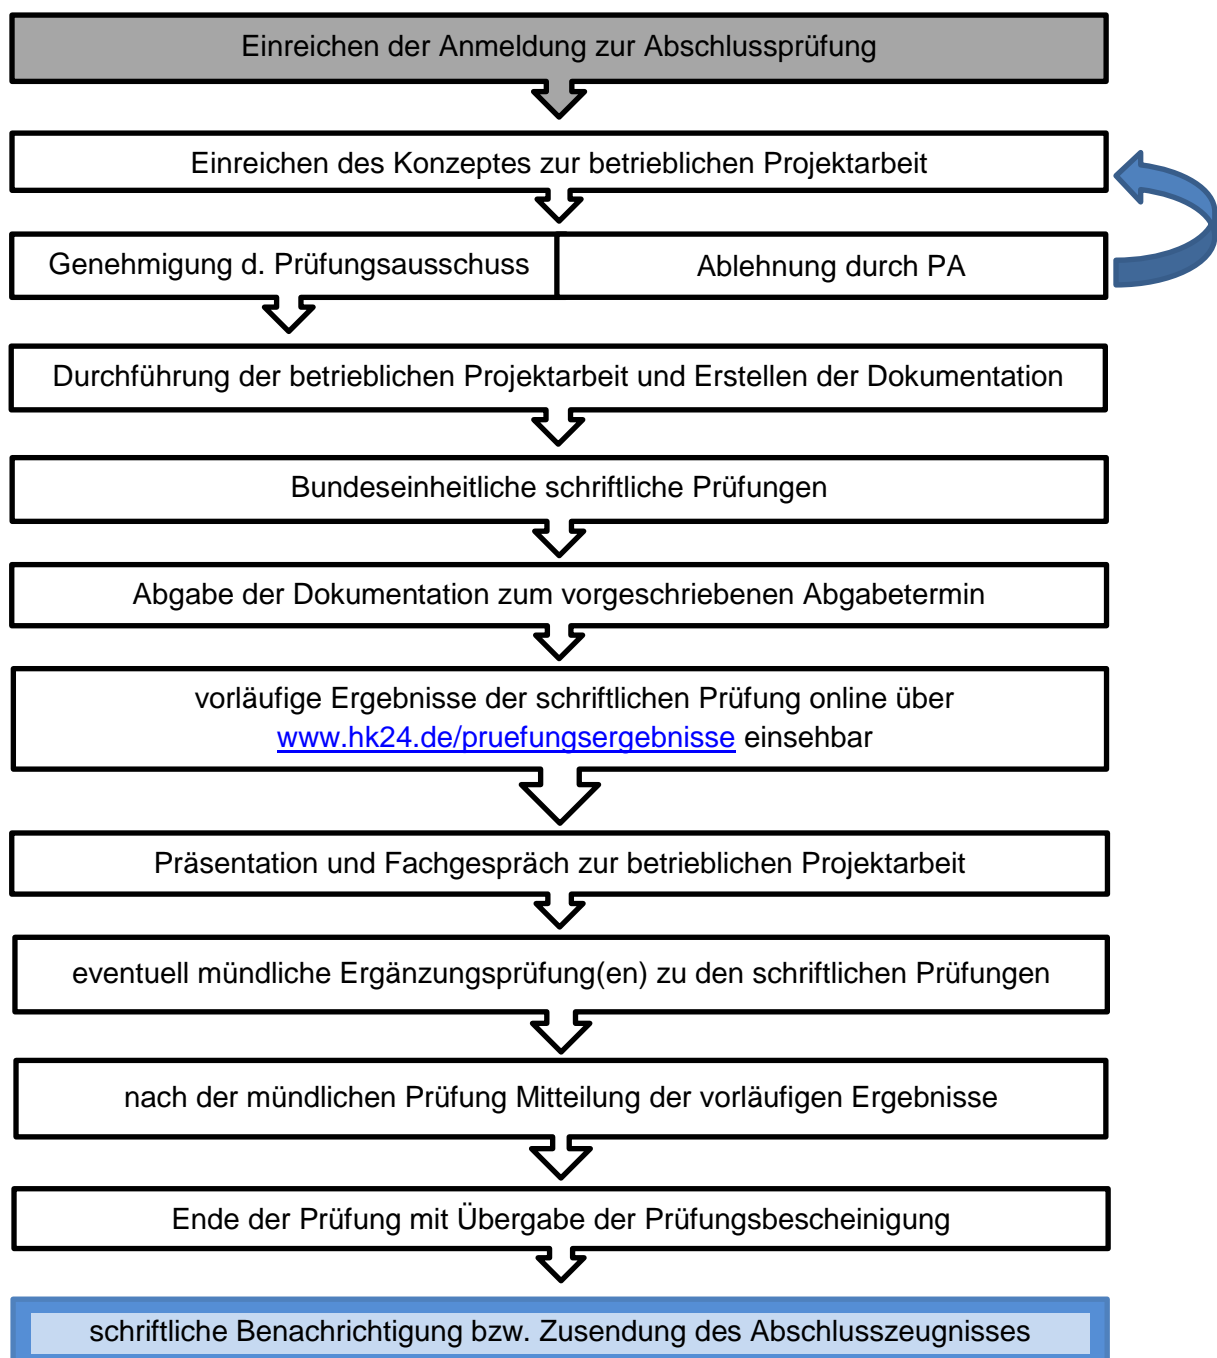 Einreichen der Anmeldung zur Abschlussprüfung
Einreichen des Konzeptes zur betrieblichen Projektarbeit
Genehmigung d. Prüfungsausschuss
Ablehnung durch PA
Durchführung der betrieblichen Projektarbeit und Erstellen der Dokumentation
Bundeseinheitliche schriftliche Prüfungen
Abgabe der Dokumentation zum vorgeschriebenen Abgabetermin
vorläufige Ergebnisse der schriftlichen Prüfung online über
www.hk24.de/pruefungsergebnisse einsehbar
Präsentation und Fachgespräch zur betrieblichen Projektarbeit
eventuell mündliche Ergänzungsprüfung(en) zu den schriftlichen Prüfungen
nach der mündlichen Prüfung Mitteilung der vorläufigen Ergebnisse
Ende der Prüfung mit Übergabe der Prüfungsbescheinigung
schriftliche Benachrichtigung bzw. Zusendung des Abschlusszeugnisses